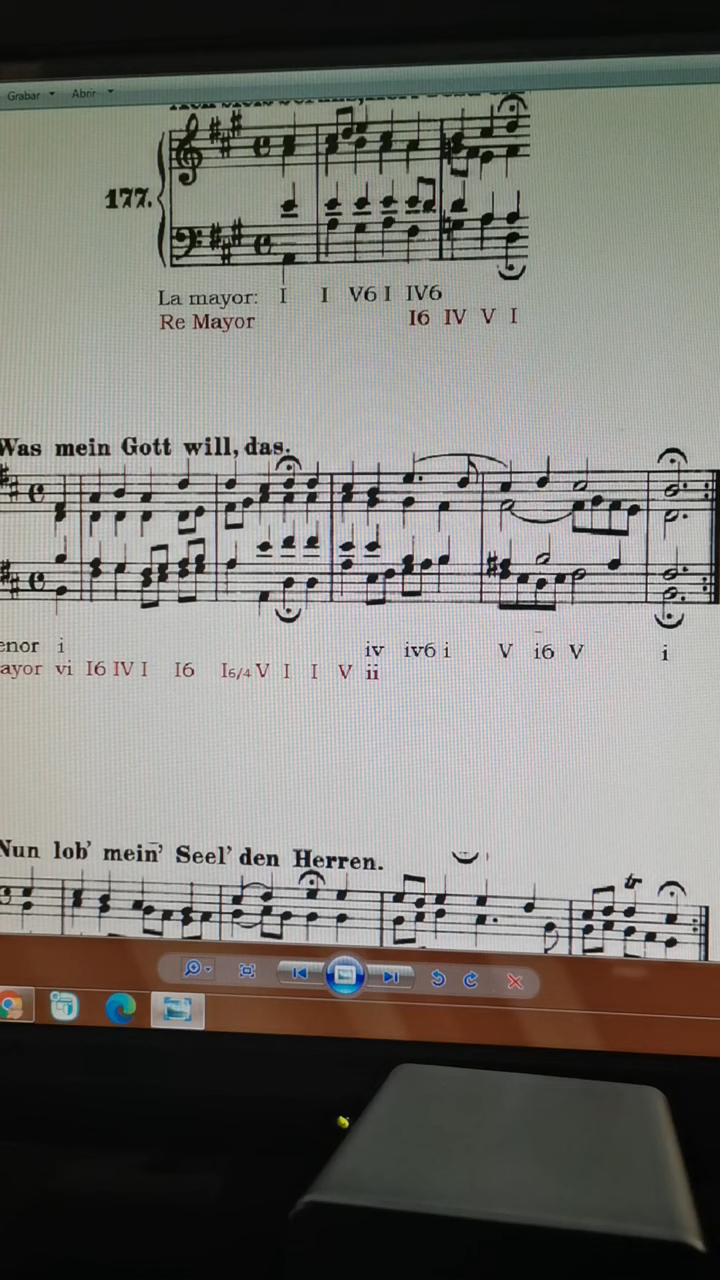 Grabar Abrir
177.
La mayor: I I V6 I IV6
Re Mayor I6 IV V I
Was mein Gott will, das.
enor i iv iv6 i V i6 V i
ayor vi I6 IV I I6 I6/4 V I I V ii
Nun lob' mein' Seel' den Herren.
tr